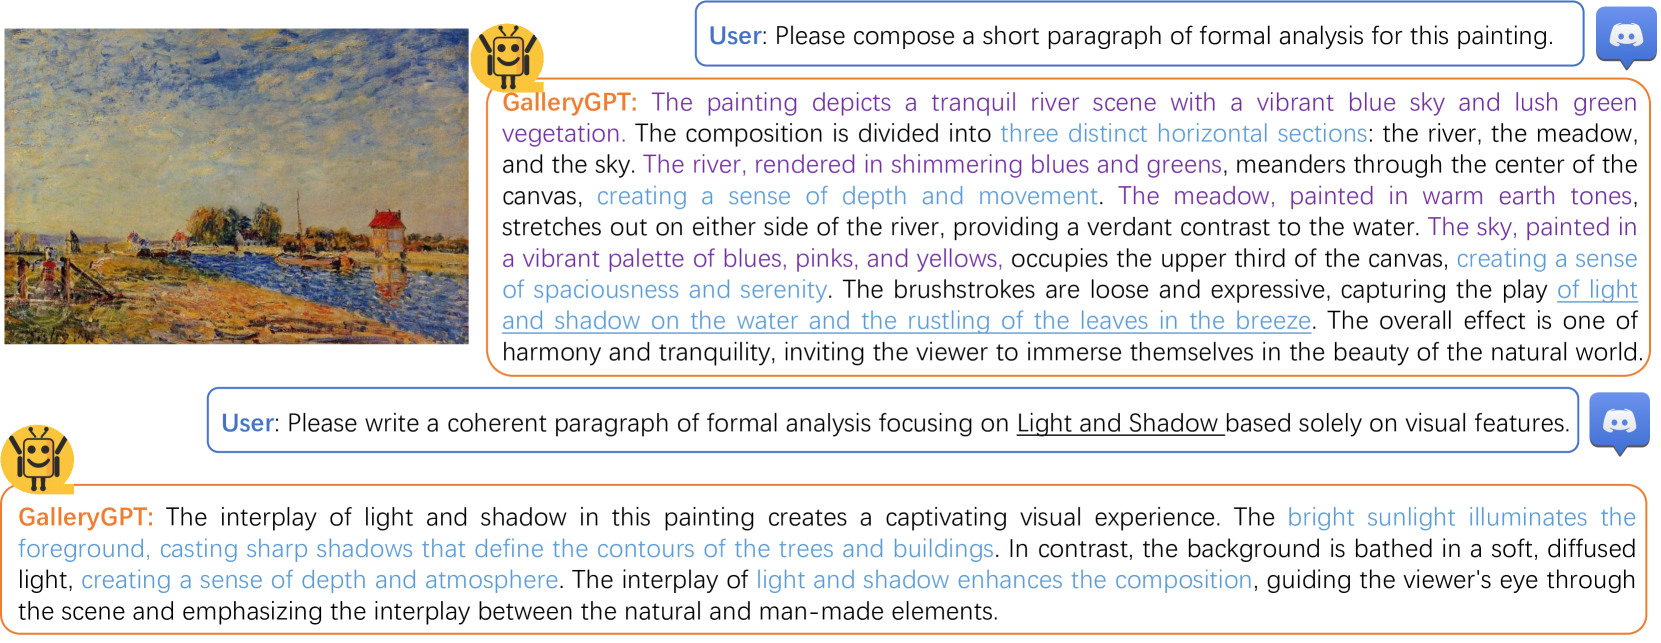 User: Please compose a short paragraph of formal analysis for this painting.
GalleryGPT: The painting depicts a tranquil river scene with a vibrant blue sky and lush green
vegetation. The composition is divided into three distinct horizontal sections: the river, the meadow,
and the sky. The river, rendered in shimmering blues and greens, meanders through the center of the
canvas, creating a sense of depth and movement. The meadow, painted in warm earth tones,
stretches out on either side of the river, providing a verdant contrast to the water. The sky, painted in
a vibrant palette of blues, pinks, and yellows, occupies the upper third of the canvas, creating a sense
of spaciousness and serenity. The brushstrokes are loose and expressive, capturing the play of light
and shadow on the water and the rustling of the leaves in the breeze. The overall effect is one of
harmony and tranquility, inviting the viewer to immerse themselves in the beauty of the natural world.
User: Please write a coherent paragraph of formal analysis focusing on Light and Shadow based solely on visual features.
GalleryGPT: The interplay of light and shadow in this painting creates a captivating visual experience. The bright sunlight illuminates the
foreground, casting sharp shadows that define the contours of the trees and buildings. In contrast, the background is bathed in a soft, diffused
light, creating a sense of depth and atmosphere. The interplay of light and shadow enhances the composition, guiding the viewer's eye through
the scene and emphasizing the interplay between the natural and man-made elements.